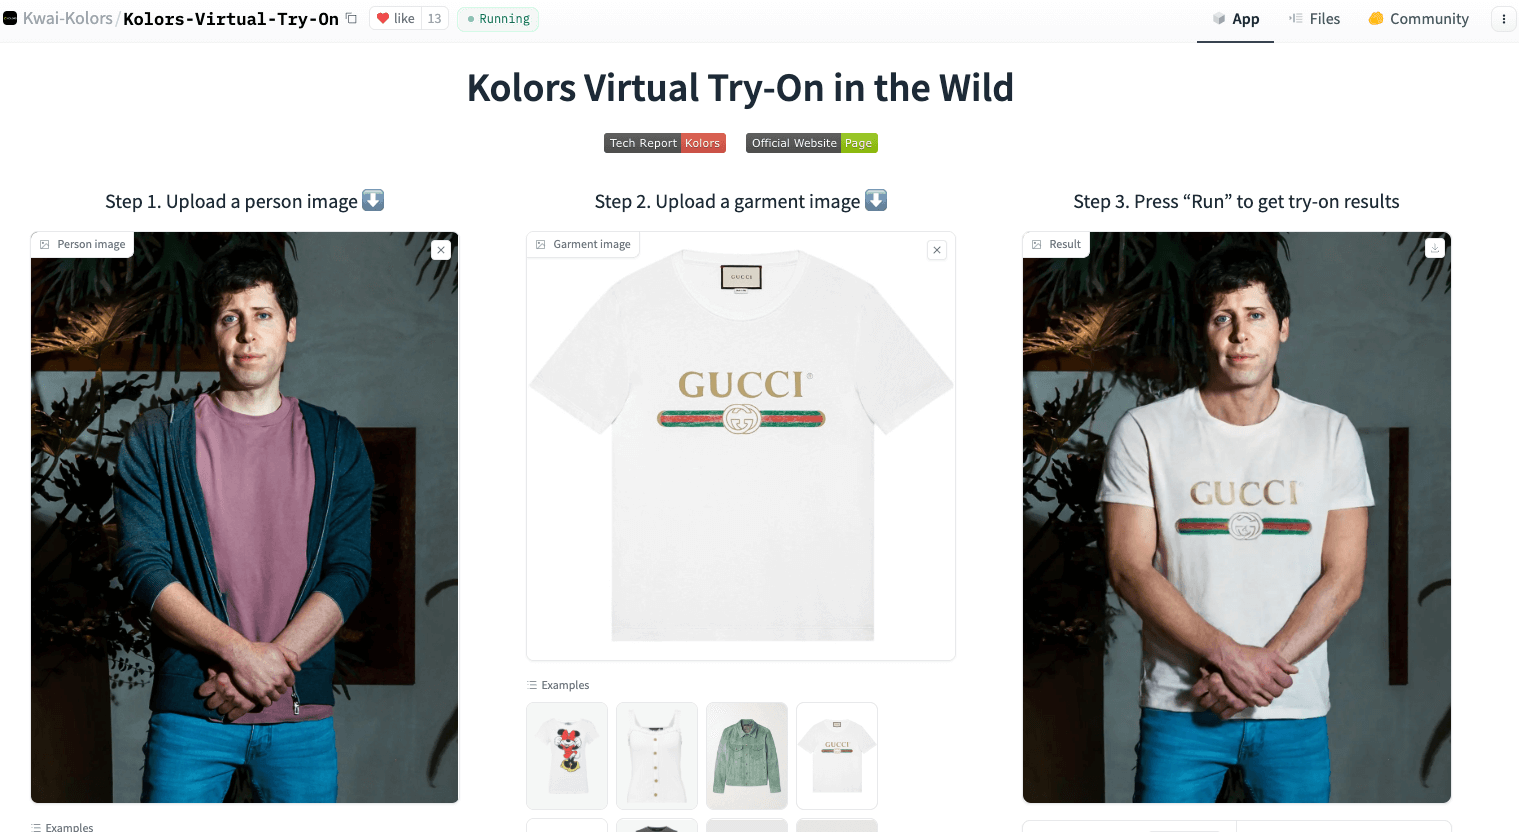 Kwai-Kolors/Kolors-Virtual-Try-On like 13 Running App Files Community
Kolors Virtual Try-On in the Wild
Tech Report Kolors Official Website Page
Step 1. Upload a person image
Step 2. Upload a garment image
Step 3. Press “Run” to get try-on results
Person image
Garment image
GUCCI
GUCCI®
Result
GUCCI
Examples
GUCCI
Examples